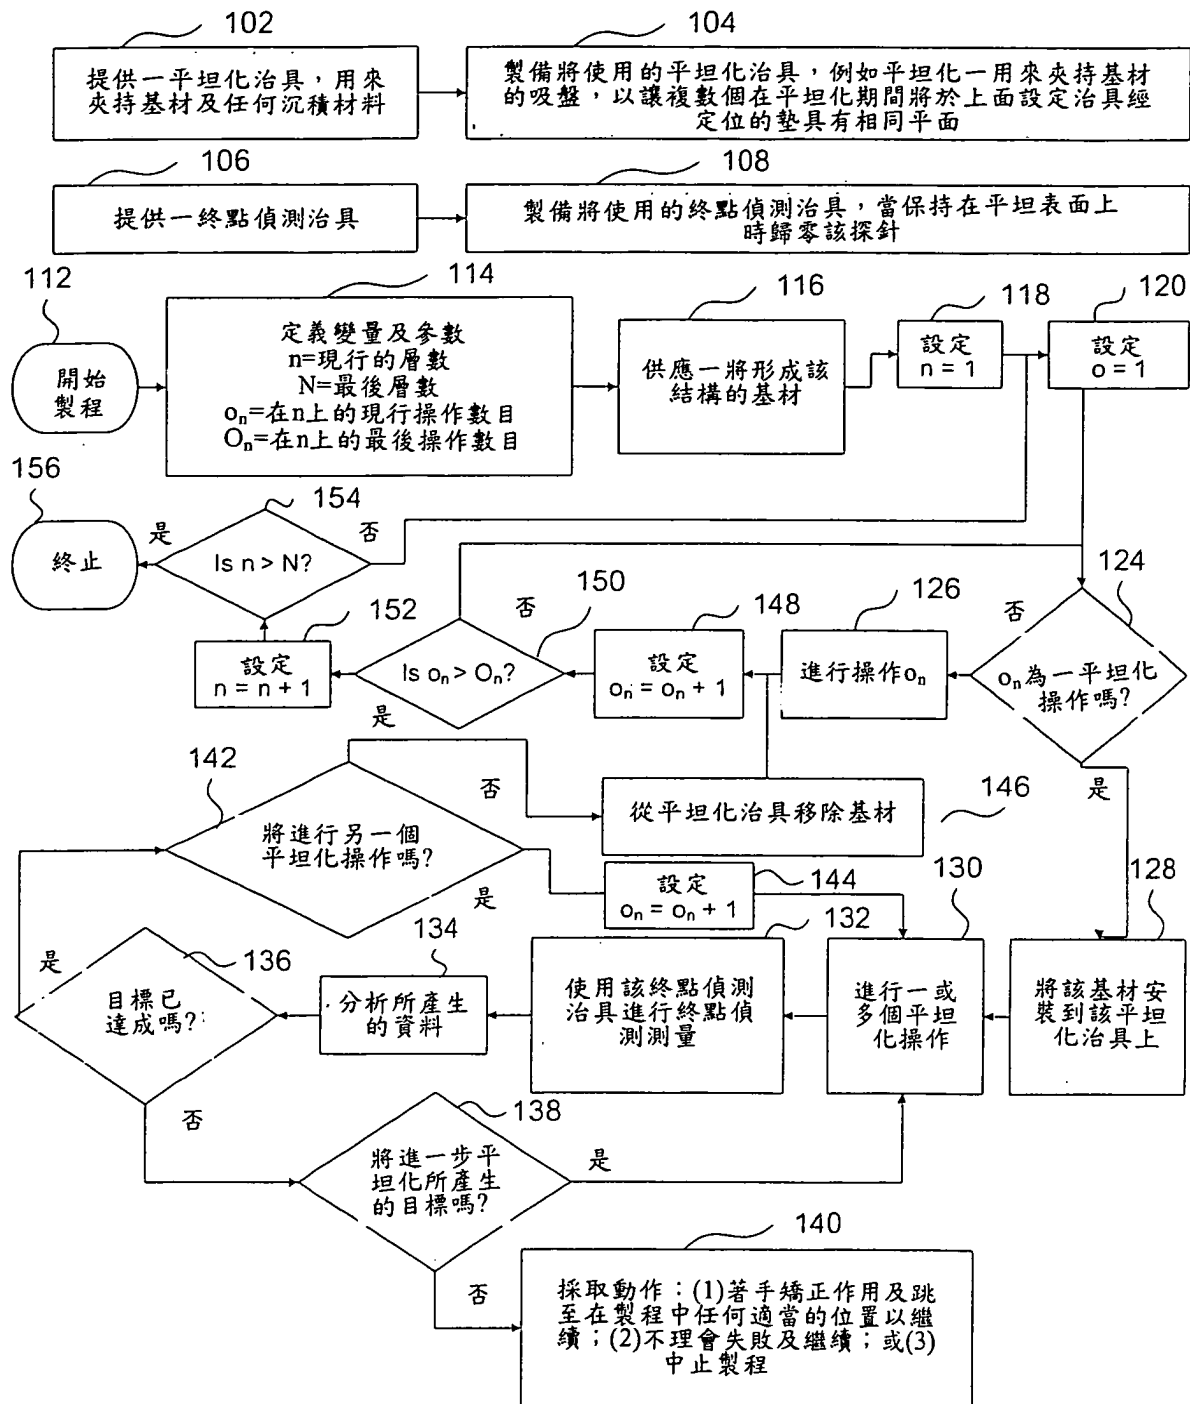 102
提供一平坦化治具，用來
夾持基材及任何沉積材料
104
製備將使用的平坦化治具，例如平坦化一用來夾持基材
的吸盤，以讓複數個在平坦化期間將於上面設定治具經
定位的墊具有相同平面
106
提供一終點偵測治具
108
製備將使用的終點偵測治具，當保持在平坦表面上
時歸零該探針
112
開始
製程
114
定義變量及參數
n=現行的層數
N=最後層數
oₙ=在n上的現行操作數目
Oₙ=在n上的最後操作數目
116
供應一將形成該
結構的基材
118
設定
n = 1
120
設定
o = 1
156
終止
154
是
否
Is n > N?
152
設定
n = n + 1
150
否
Is oₙ > Oₙ?
是
148
設定
oₙ = oₙ + 1
126
進行操作oₙ
124
否
oₙ為一平坦化
操作嗎?
是
142
將進行另一個
平坦化操作嗎?
否
是
146
從平坦化治具移除基材
144
設定
oₙ = oₙ + 1
136
是
目標已
達成嗎?
否
134
分析所產生
的資料
132
使用該終點偵測
治具進行終點偵
測測量
130
進行一或
多個平坦
化操作
128
將該基材安
裝到該平坦
化治具上
138
將進一步平
坦化所產生
的目標嗎?
是
否
140
採取動作：(1)著手矯正作用及跳
至在製程中任何適當的位置以繼
續；(2)不理會失敗及繼續；或(3)
中止製程